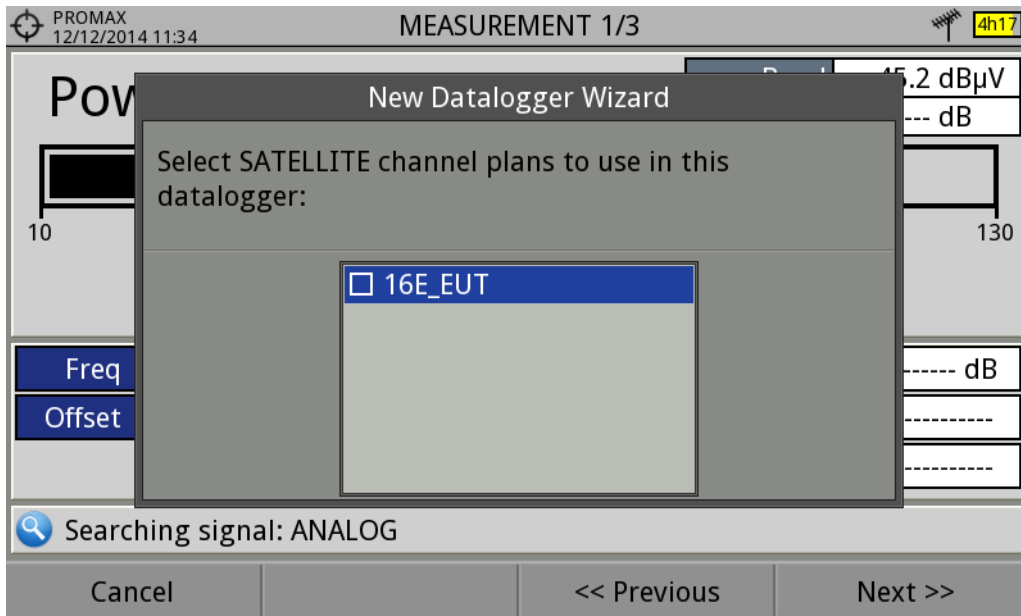 PROMAX
12/12/2014 11:34
MEASUREMENT 1/3
4h17
45.2 dBµV
--- dB
New Datalogger Wizard
Select SATELLITE channel plans to use in this
datalogger:
10
130
16E_EUT
Freq
------ dB
Offset
----------
----------
Searching signal: ANALOG
Cancel
<< Previous
Next >>